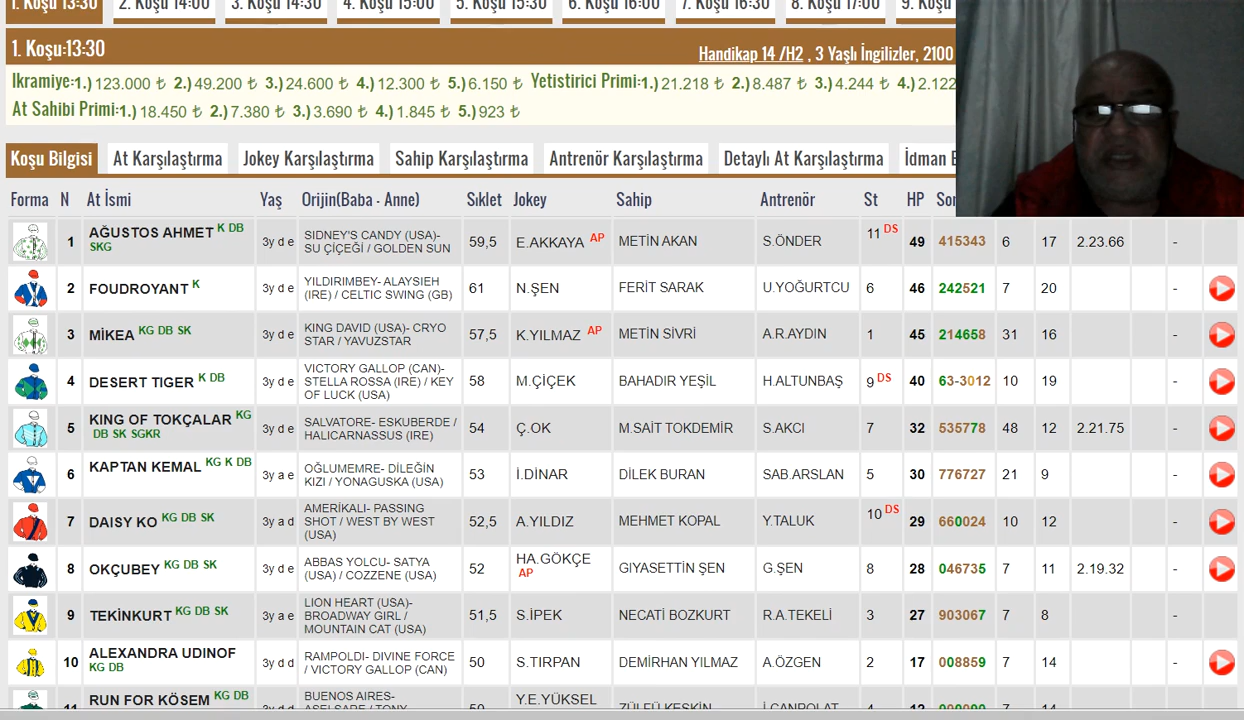 1. Koşu 13:30 2. Koşu 14:00 3. Koşu 14:30 4. Koşu 15:00 5. Koşu 15:30 6. Koşu 16:00 7. Koşu 16:30 8. Koşu 17:00 9. Koşu
1. Koşu:13:30
Handikap 14 /H2 , 3 Yaşlı İngilizler, 2100
Ikramiye:1.) 123.000 ₺ 2.) 49.200 ₺ 3.) 24.600 ₺ 4.) 12.300 ₺ 5.) 6.150 ₺ Yetistirici Primi:1.) 21.218 ₺ 2.) 8.487 ₺ 3.) 4.244 ₺ 4.) 2.122
At Sahibi Primi:1.) 18.450 ₺ 2.) 7.380 ₺ 3.) 3.690 ₺ 4.) 1.845 ₺ 5.) 923 ₺
Koşu Bilgisi At Karşılaştırma Jokey Karşılaştırma Sahip Karşılaştırma Antrenör Karşılaştırma Detaylı At Karşılaştırma İdman
Forma N At İsmi Yaş Orijin(Baba - Anne) Sıklet Jokey Sahip Antrenör St HP
1 AĞUSTOS AHMET K DB SKG 3y d e SIDNEY'S CANDY (USA)- SU ÇİÇEĞİ / GOLDEN SUN 59,5 E.AKKAYA AP METİN AKAN S.ÖNDER 11 DS 49 415343 6 17 2.23.66 -
2 FOUDROYANT K 3y d e YILDIRIMBEY- ALAYSIEH (IRE) / CELTIC SWING (GB) 61 N.ŞEN FERİT SARAK U.YOĞURTCU 6 46 242521 7 20 -
3 MİKEA KG DB SK 3y d e KING DAVID (USA)- CRYO STAR / YAVUZSTAR 57,5 K.YILMAZ AP METİN SİVRİ A.R.AYDIN 1 45 214658 31 16 -
4 DESERT TIGER K DB 3y d e VICTORY GALLOP (CAN)- STELLA ROSSA (IRE) / KEY OF LUCK (USA) 58 M.ÇİÇEK BAHADIR YEŞİL H.ALTUNBAŞ 9 DS 40 63-3012 10 19 -
5 KING OF TOKÇALAR KG DB SK SGKR 3y d e SALVATORE- ESKUBERDE / HALICARNASSUS (IRE) 54 Ç.OK M.SAİT TOKDEMİR S.AKCI 7 32 535778 48 12 2.21.75 -
6 KAPTAN KEMAL KG K DB 3y a e OĞLUMEMRE- DİLEĞİN KIZI / YONAGUSKA (USA) 53 İ.DİNAR DİLEK BURAN SAB.ARSLAN 5 30 776727 21 9 -
7 DAISY KO KG DB SK 3y a d AMERİKALI- PASSING SHOT / WEST BY WEST (USA) 52,5 A.YILDIZ MEHMET KOPAL Y.TALUK 10 DS 29 660024 10 12 -
8 OKÇUBEY KG DB SK 3y d e ABBAS YOLCU- SATYA (USA) / COZZENE (USA) 52 HA.GÖKÇE AP GIYASETTİN ŞEN G.ŞEN 8 28 046735 7 11 2.19.32 -
9 TEKİNKURT KG DB SK 3y a e LION HEART (USA)- BROADWAY GIRL / MOUNTAIN CAT (USA) 51,5 S.İPEK NECATİ BOZKURT R.A.TEKELİ 3 27 903067 7 8 -
10 ALEXANDRA UDINOF KG DB 3y d d RAMPOLDI- DIVINE FORCE / VICTORY GALLOP (CAN) 50 S.TIRPAN DEMİRHAN YILMAZ A.ÖZGEN 2 17 008859 7 14 -
11 RUN FOR KÖSEM KG DB BUENOS AIRES- Y.E.YÜKSEL